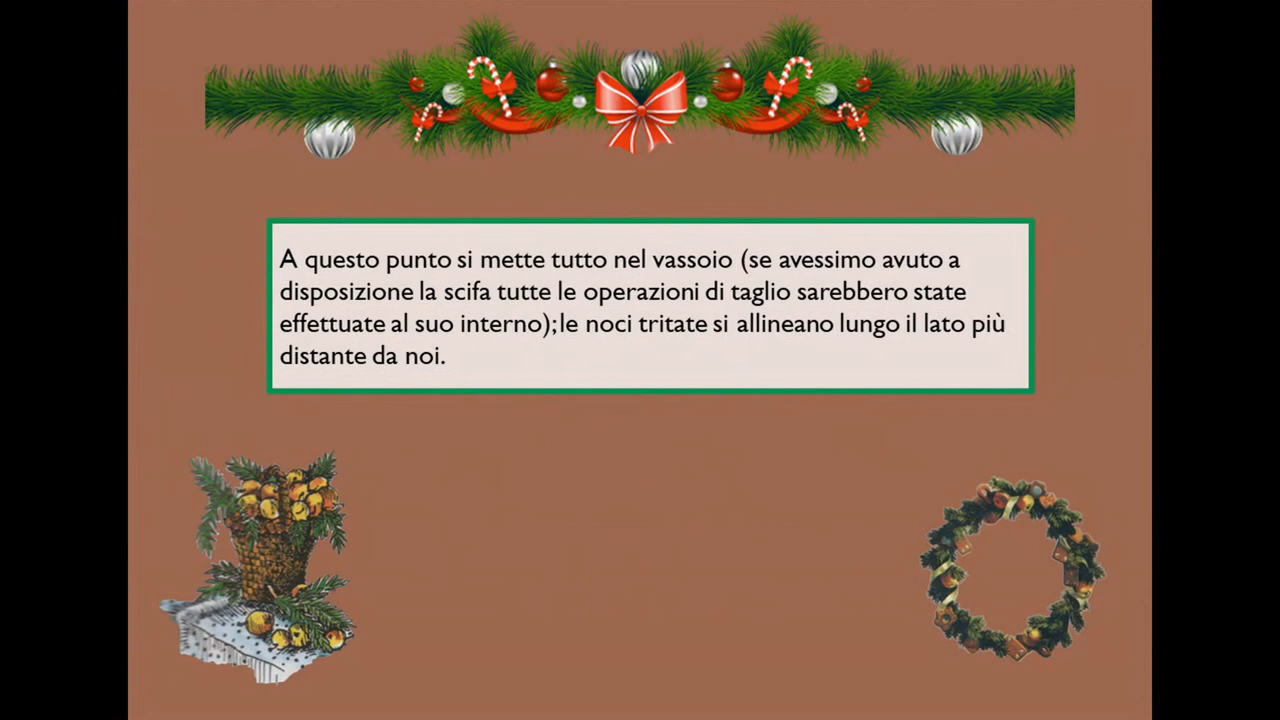 A questo punto si mette tutto nel vassoio (se avessimo avuto a
disposizione la scifa tutte le operazioni di taglio sarebbero state
effettuate al suo interno); le noci tritate si allineano lungo il lato più
distante da noi.